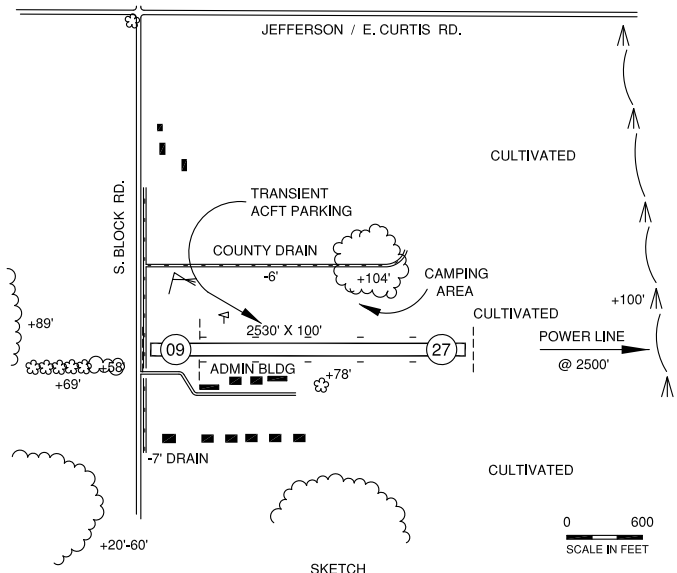 JEFFERSON / E. CURTIS RD.
S. BLOCK RD.
CULTIVATED
TRANSIENT
ACFT PARKING
COUNTY DRAIN
-6'
+104'
CAMPING
AREA
+89'
+100'
CULTIVATED
2530' X 100'
09
27
POWER LINE
@ 2500'
+58'
+69'
ADMIN BLDG
+78'
-7' DRAIN
CULTIVATED
+20'-60'
0 600
SCALE IN FEET
SKETCH